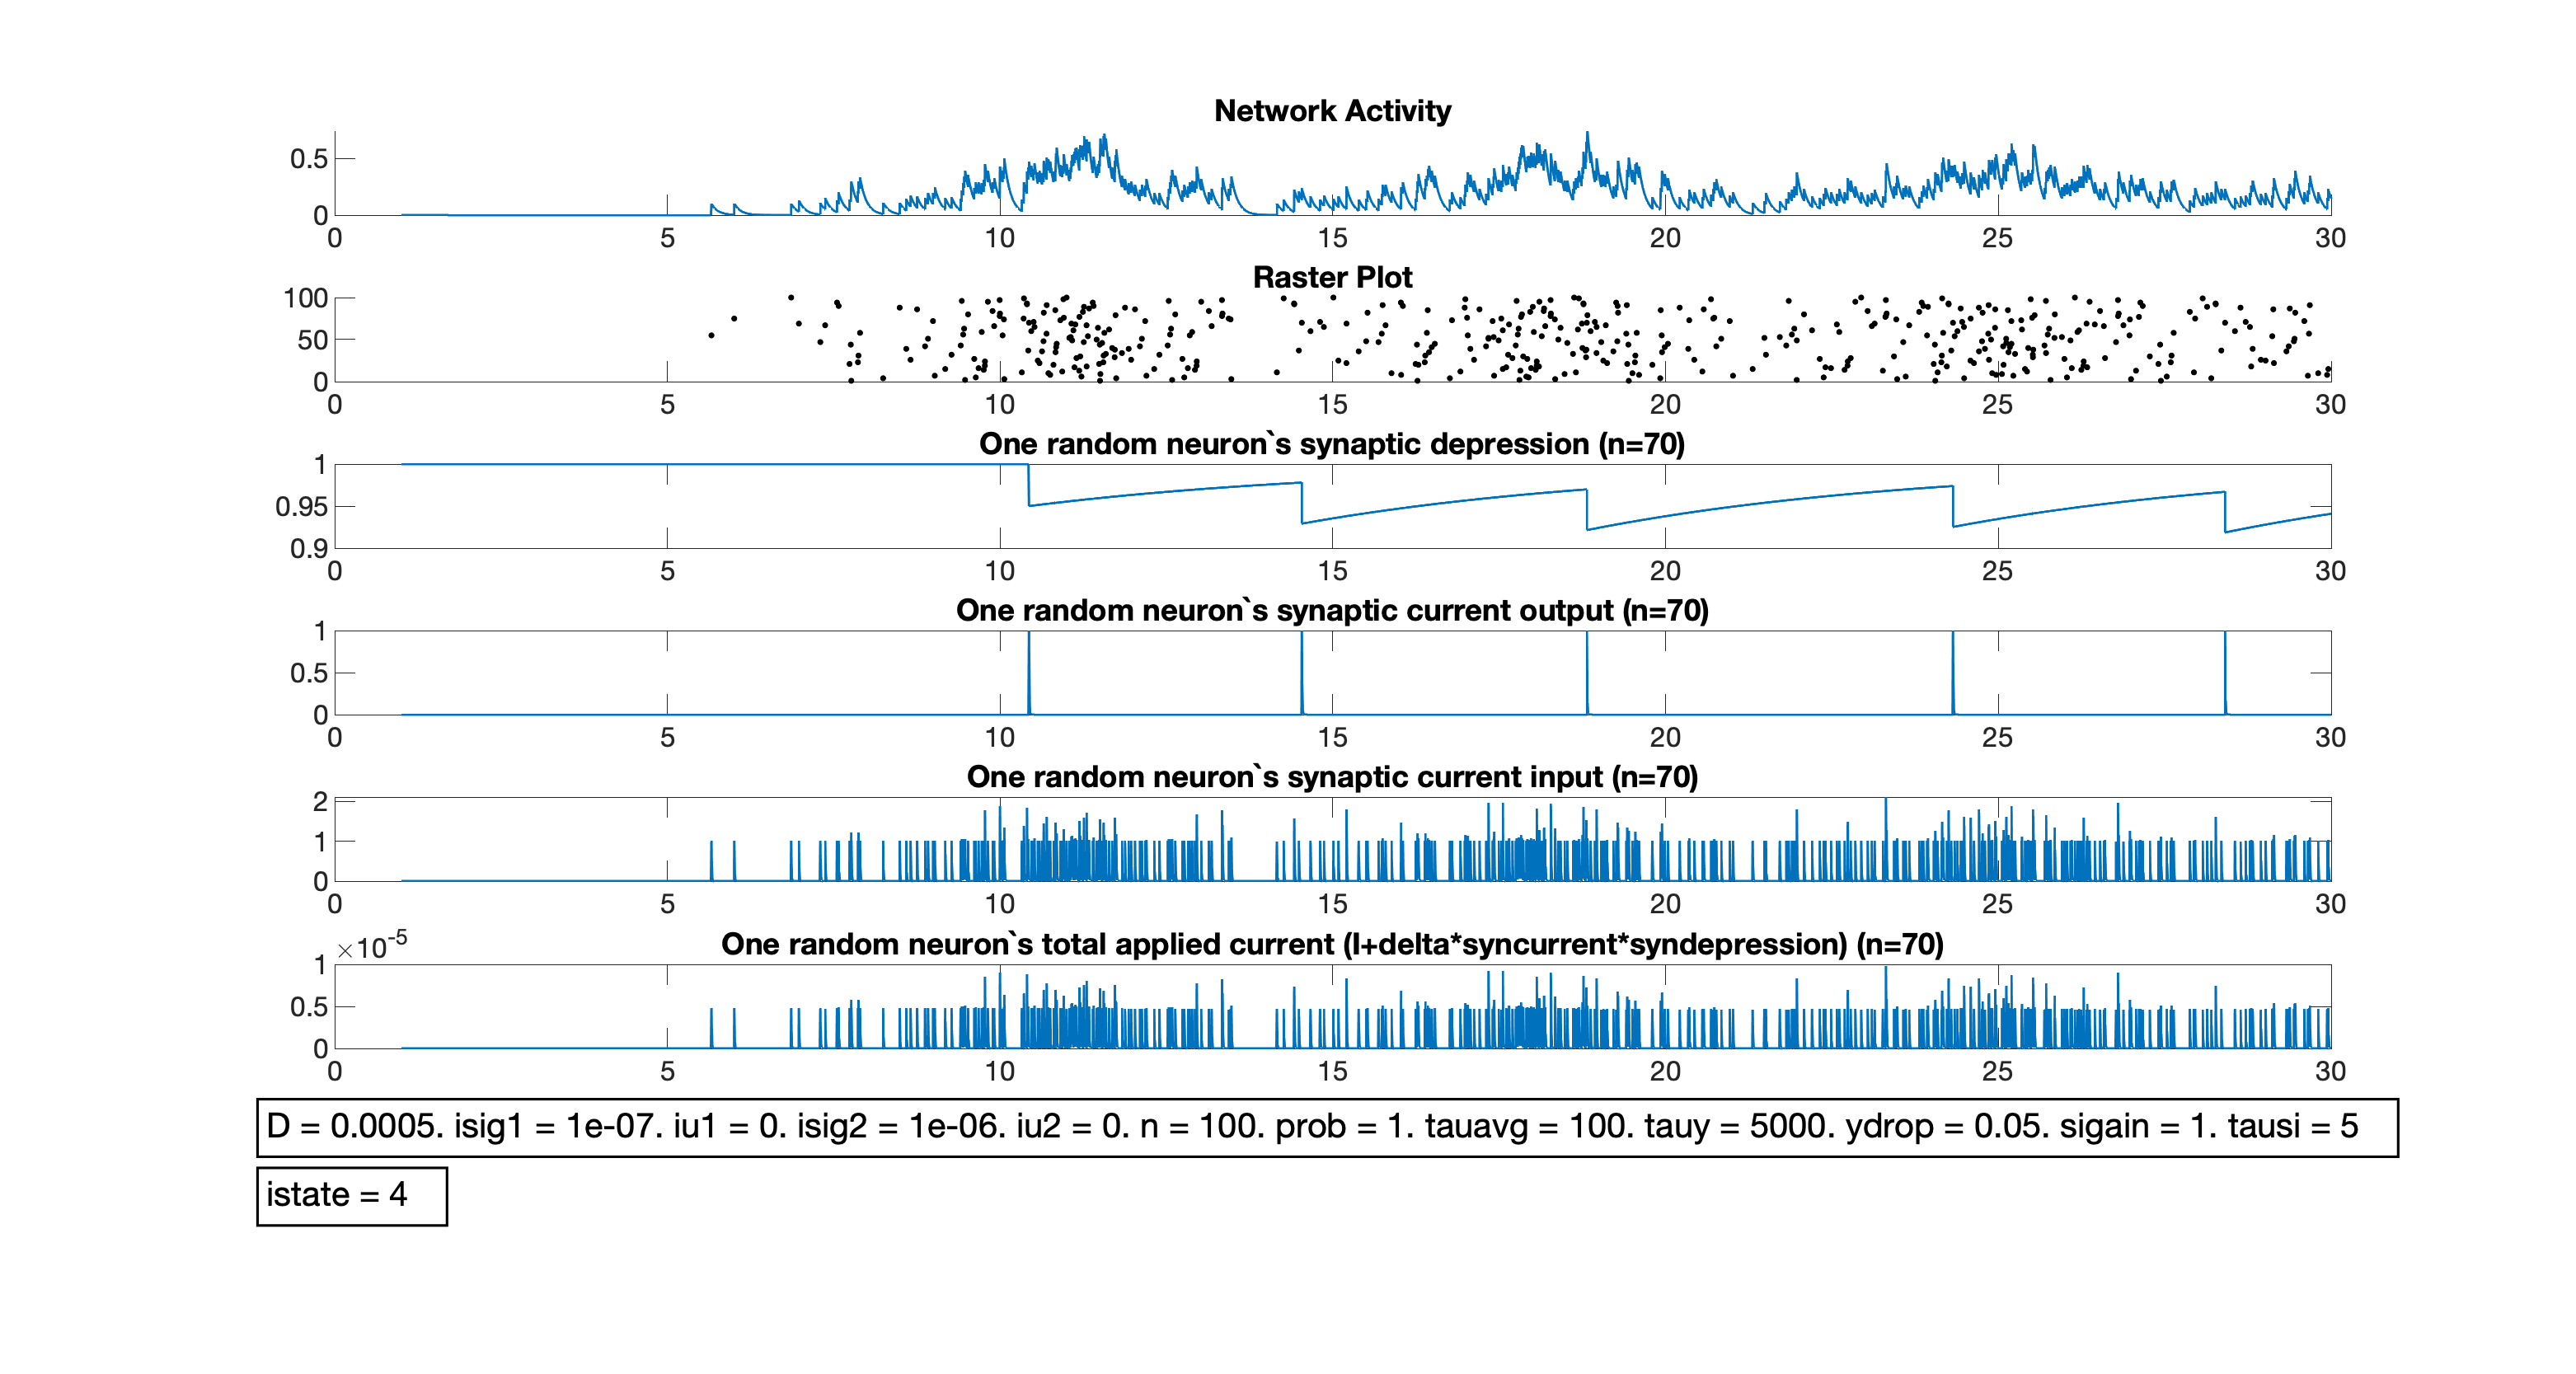 Network Activity
0.5
0
0 5 10 15 20 25 30
Raster Plot
100
50
0
0 5 10 15 20 25 30
One random neuron`s synaptic depression (n=70)
1
0.95
0.9
0 5 10 15 20 25 30
One random neuron`s synaptic current output (n=70)
1
0.5
0
0 5 10 15 20 25 30
One random neuron`s synaptic current input (n=70)
2
1
0
0 5 10 15 20 25 30
×10-5
One random neuron`s total applied current (I+delta*syncurrent*syndepression) (n=70)
1
0.5
0
0 5 10 15 20 25 30
D = 0.0005. isig1 = 1e-07. iu1 = 0. isig2 = 1e-06. iu2 = 0. n = 100. prob = 1. tauavg = 100. tauy = 5000. ydrop = 0.05. sigain = 1. tausi = 5
istate = 4